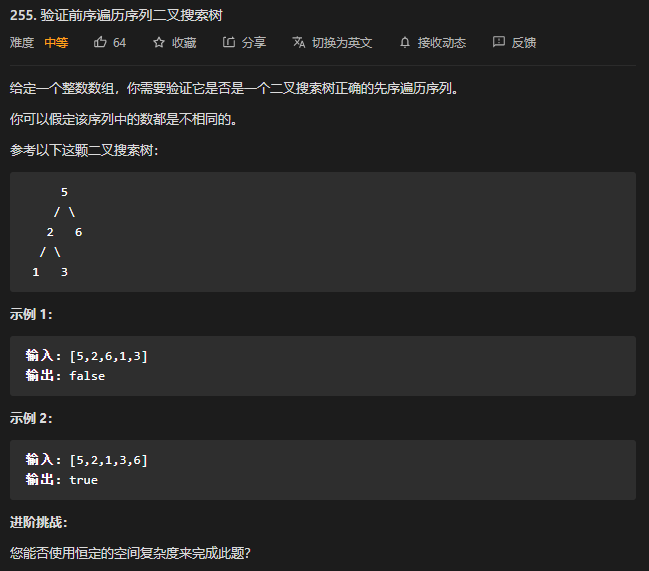 255. 验证前序遍历序列二叉搜索树
难度 中等 64 收藏 分享 切换为英文 接收动态 反馈
给定一个整数数组，你需要验证它是否是一个二叉搜索树正确的先序遍历序列。
你可以假定该序列中的数都是不相同的。
参考以下这颗二叉搜索树：
5
/ \
2 6
/ \
1 3
示例 1：
输入：[5,2,6,1,3]
输出：false
示例 2：
输入：[5,2,1,3,6]
输出：true
进阶挑战：
您能否使用恒定的空间复杂度来完成此题？